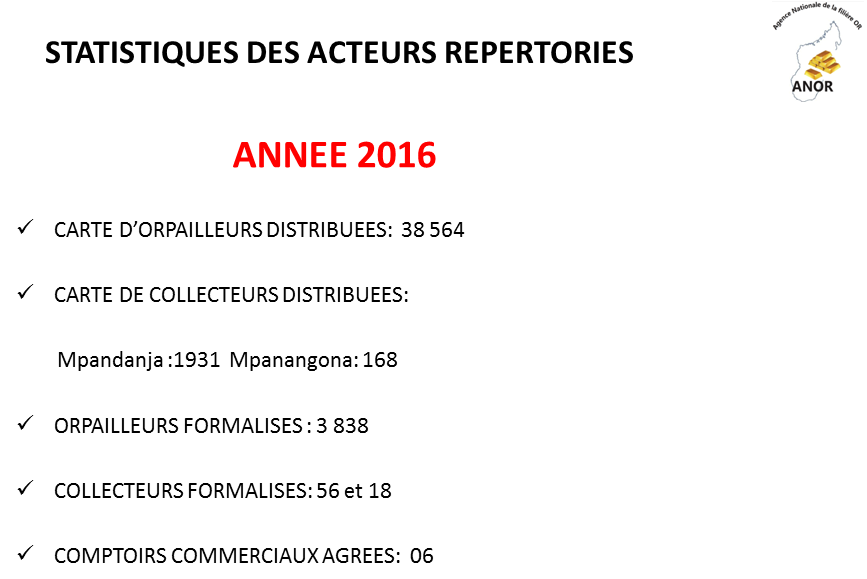 Agence Nationale de la filière OR
ANOR
STATISTIQUES DES ACTEURS REPERTORIES
ANNEE 2016
✓ CARTE D’ORPAILLEURS DISTRIBUEES: 38 564
✓ CARTE DE COLLECTEURS DISTRIBUEES:
Mpandanja :1931 Mpanangona: 168
✓ ORPAILLEURS FORMALISES : 3 838
✓ COLLECTEURS FORMALISES: 56 et 18
✓ COMPTOIRS COMMERCIAUX AGREES: 06